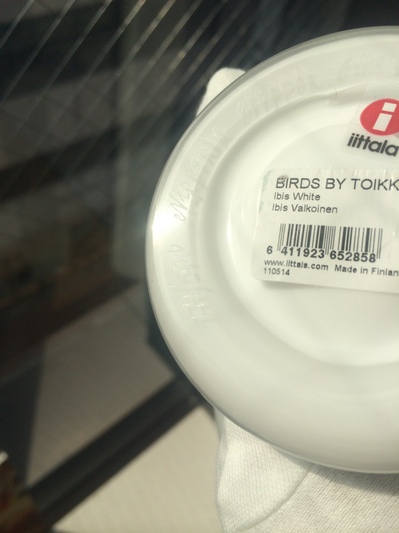 iittala
BIRDS BY TOIKK
Ibis White
Ibis Valkoinen
6 411923 652858
www.iittala.com Made in Finlan
110514